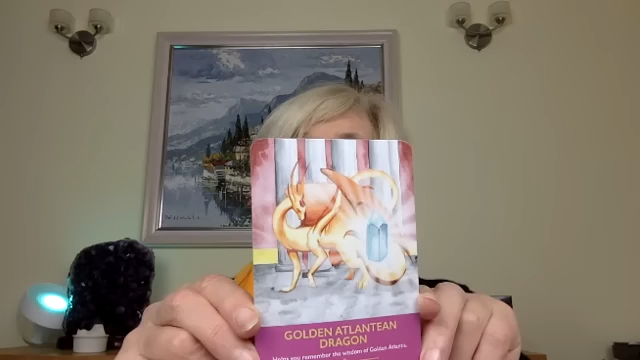 GOLDEN ATLANTEAN
DRAGON
Helps you remember the wisdom of Golden Atlantis.